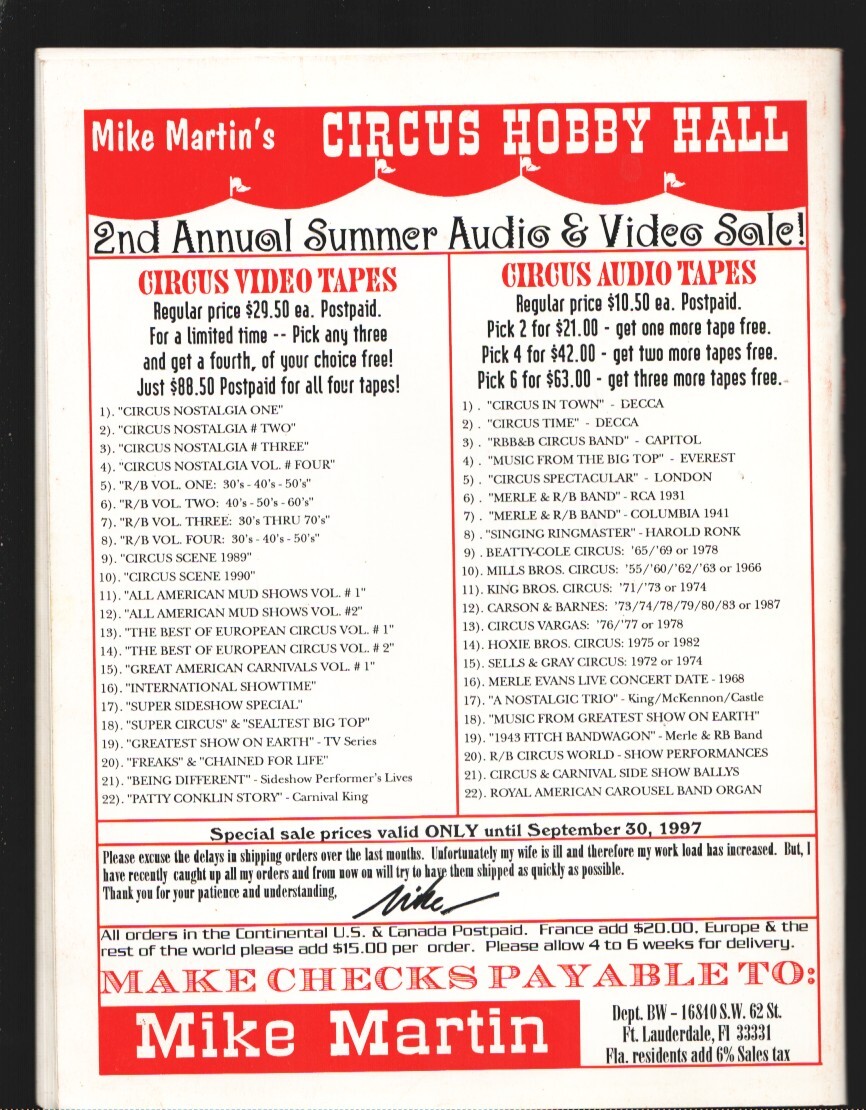 Mike Martin's CIRCUS HOBBY HALL
2nd Annual Summer Audio & Video Sale!
CIRCUS VIDEO TAPES
Regular price $29.50 ea. Postpaid.
For a limited time -- Pick any three
and get a fourth, of your choice free!
Just $88.50 Postpaid for all four tapes!
1). "CIRCUS NOSTALGIA ONE"
2). "CIRCUS NOSTALGIA # TWO"
3). "CIRCUS NOSTALGIA # THREE"
4). "CIRCUS NOSTALGIA VOL. # FOUR"
5). "R/B VOL. ONE: 30's - 40's - 50's"
6). "R/B VOL. TWO: 40's - 50's - 60's"
7). "R/B VOL. THREE: 30's THRU 70's"
8). "R/B VOL. FOUR: 30's - 40's - 50's"
9). "CIRCUS SCENE 1989"
10). "CIRCUS SCENE 1990"
11). "ALL AMERICAN MUD SHOWS VOL. # 1"
12). "ALL AMERICAN MUD SHOWS VOL. #2"
13). "THE BEST OF EUROPEAN CIRCUS VOL. # 1"
14). "THE BEST OF EUROPEAN CIRCUS VOL. # 2"
15). "GREAT AMERICAN CARNIVALS VOL. # 1"
16). "INTERNATIONAL SHOWTIME"
17). "SUPER SIDESHOW SPECIAL"
18). "SUPER CIRCUS" & "SEALTEST BIG TOP"
19). "GREATEST SHOW ON EARTH" - TV Series
20). "FREAKS" & "CHAINED FOR LIFE"
21). "BEING DIFFERENT" - Sideshow Performer's Lives
22). "PATTY CONKLIN STORY" - Carnival King
CIRCUS AUDIO TAPES
Regular price $10.50 ea. Postpaid.
Pick 2 for $21.00 - get one more tape free.
Pick 4 for $42.00 - get two more tapes free.
Pick 6 for $63.00 - get three more tapes free.
1) . "CIRCUS IN TOWN" - DECCA
2) . "CIRCUS TIME" - DECCA
3) . "RBB&B CIRCUS BAND" - CAPITOL
4) . "MUSIC FROM THE BIG TOP" - EVEREST
5) . "CIRCUS SPECTACULAR" - LONDON
6) . "MERLE & R/B BAND" - RCA 1931
7) . "MERLE & R/B BAND" - COLUMBIA 1941
8) . "SINGING RINGMASTER" - HAROLD RONK
9) . BEATTY-COLE CIRCUS: '65/'69 or 1978
10). MILLS BROS. CIRCUS: '55/'60/'62/'63 or 1966
11). KING BROS. CIRCUS: '71/'73 or 1974
12). CARSON & BARNES: '73/74/78/79/80/83 or 1987
13). CIRCUS VARGAS: '76/'77 or 1978
14). HOXIE BROS. CIRCUS: 1975 or 1982
15). SELLS & GRAY CIRCUS: 1972 or 1974
16). MERLE EVANS LIVE CONCERT DATE - 1968
17). "A NOSTALGIC TRIO" - King/McKennon/Castle
18). "MUSIC FROM GREATEST SHOW ON EARTH"
19). "1943 FITCH BANDWAGON" - Merle & RB Band
20). R/B CIRCUS WORLD - SHOW PERFORMANCES
21). CIRCUS & CARNIVAL SIDE SHOW BALLYS
22). ROYAL AMERICAN CAROUSEL BAND ORGAN
Special sale prices valid ONLY until September 30, 1997
Please excuse the delays in shipping orders over the last months. Unfortunately my wife is ill and therefore my work load has increased. But, I
have recently caught up all my orders and from now on will try to have them shipped as quickly as possible.
Thank you for your patience and understanding,
Mike
All orders in the Continental U.S. & Canada Postpaid. France add $20.00, Europe & the
rest of the world please add $15.00 per order. Please allow 4 to 6 weeks for delivery.
MAKE CHECKS PAYABLE TO:
Mike Martin
Dept. BW - 16810 S.W. 62 St.
Ft. Lauderdale, Fl 33331
Fla. residents add 6% Sales tax